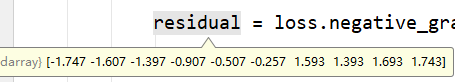 residual = loss.negative_gra
darray} [-1.747 -1.607 -1.397 -0.907 -0.507 -0.257 1.593 1.393 1.693 1.743]